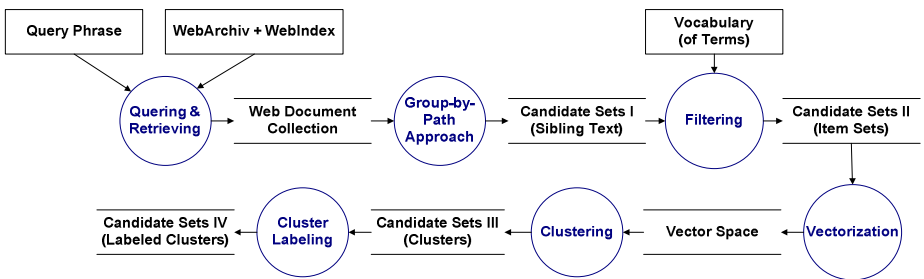 Query Phrase
WebArchiv + WebIndex
Vocabulary
(of Terms)
Quering &
Retrieving
Web Document
Collection
Group-by-
Path
Approach
Candidate Sets I
(Sibling Text)
Filtering
Candidate Sets II
(Item Sets)
Candidate Sets IV
(Labeled Clusters)
Cluster
Labeling
Candidate Sets III
(Clusters)
Clustering
Vector Space
Vectorization